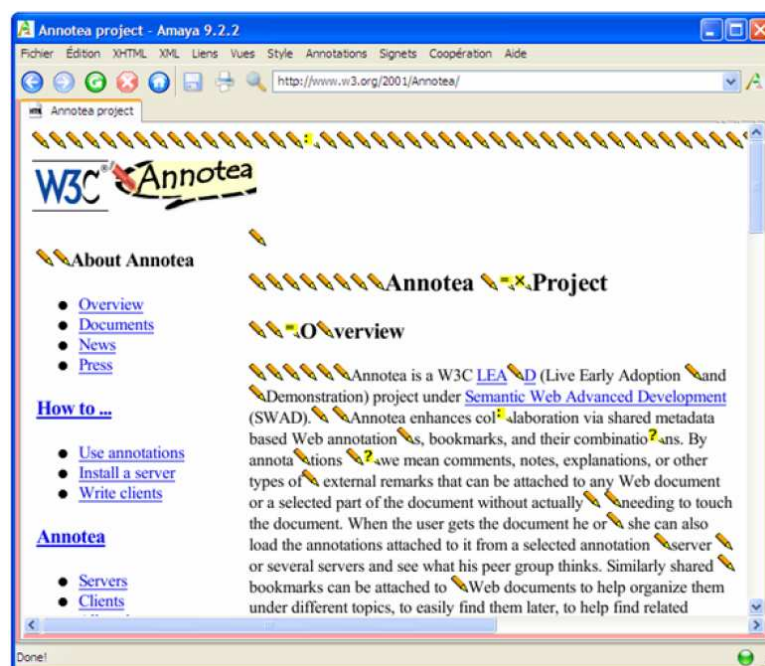 Annotea project - Amaya 9.2.2
Fichier Édition XHTML XML Liens Vues Style Annotations Signets Coopération Aide
http://www.w3.org/2001/Annotea/
Annotea project
W3C Annotea
About Annotea
Overview
Documents
News
Press
How to ...
Use annotations
Install a server
Write clients
Annotea
Servers
Clients
Annotea Project
Overview
Annotea is a W3C LEAD (Live Early Adoption and
Demonstration) project under Semantic Web Advanced Development
(SWAD). Annotea enhances collaboration via shared metadata
based Web annotations, bookmarks, and their combinations. By
annotations we mean comments, notes, explanations, or other
types of external remarks that can be attached to any Web document
or a selected part of the document without actually needing to touch
the document. When the user gets the document he or she can also
load the annotations attached to it from a selected annotation server
or several servers and see what his peer group thinks. Similarly shared
bookmarks can be attached to Web documents to help organize them
under different topics, to easily find them later, to help find related
Done!